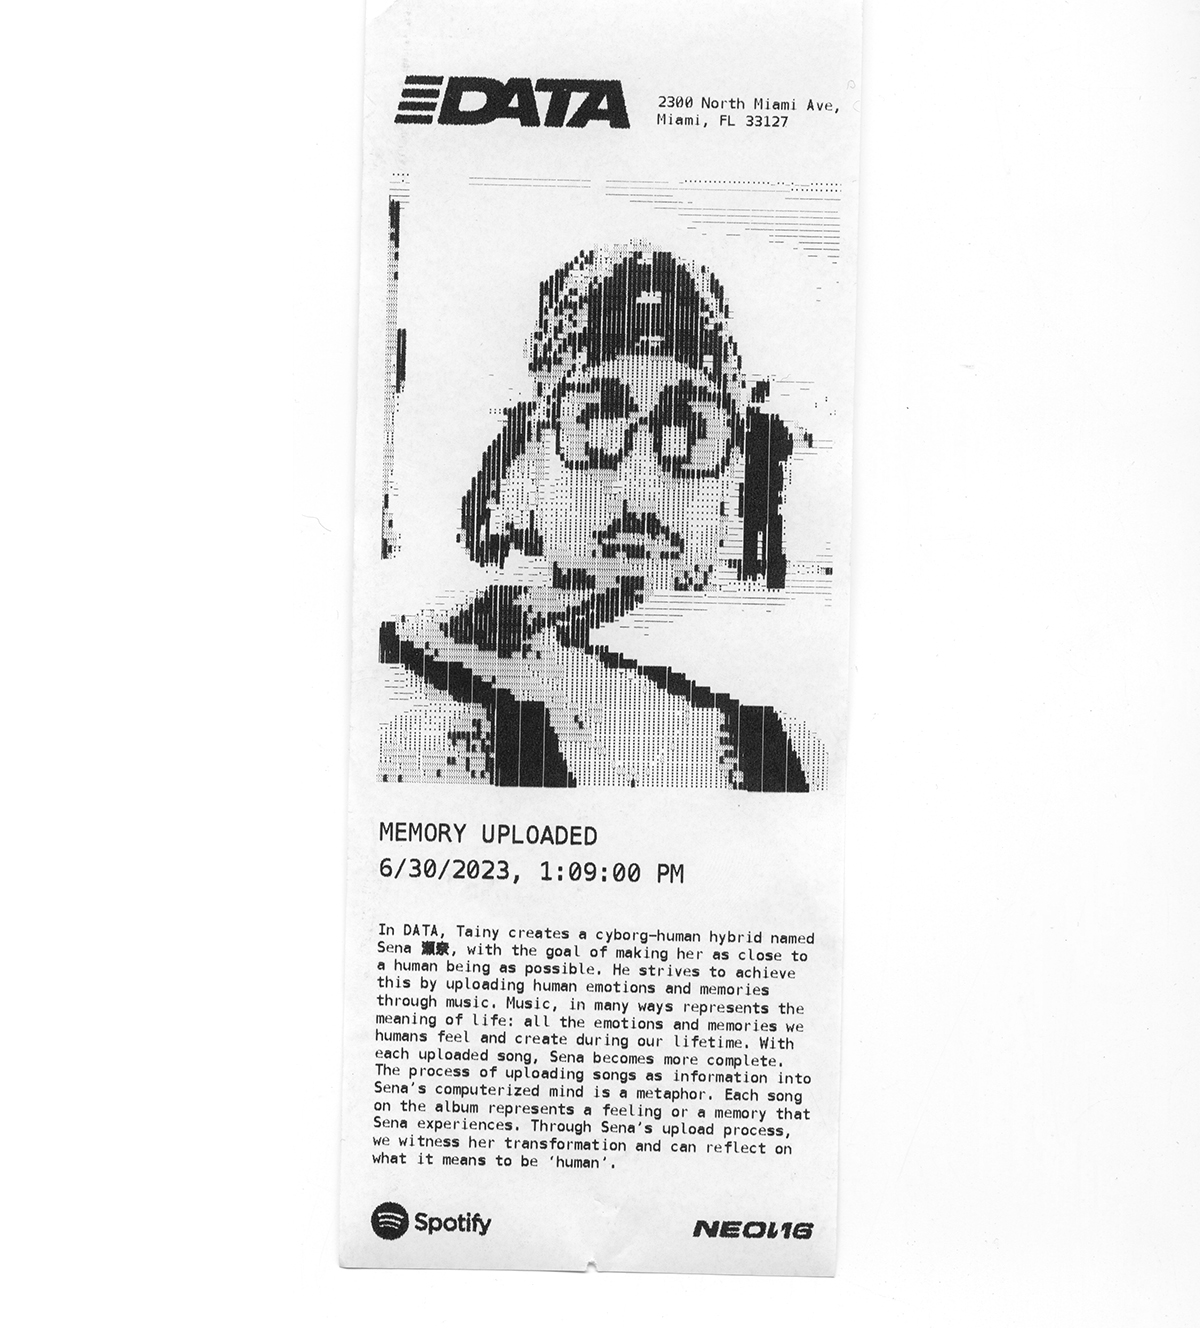 DATA
2300 North Miami Ave,
Miami, FL 33127
MEMORY UPLOADED
6/30/2023, 1:09:00 PM
In DATA, Tainy creates a cyborg-human hybrid named
Sena 瀬奈, with the goal of making her as close to
a human being as possible. He strives to achieve
this by uploading human emotions and memories
through music. Music, in many ways represents the
meaning of life: all the emotions and memories we
humans feel and create during our lifetime. With
each uploaded song, Sena becomes more complete.
The process of uploading songs as information into
Sena's computerized mind is a metaphor. Each song
on the album represents a feeling or a memory that
Sena experiences. Through Sena's upload process,
we witness her transformation and can reflect on
what it means to be ‘human’.
Spotify
NEON16